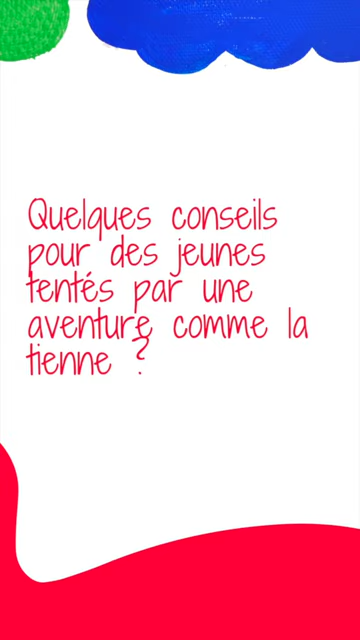 Quelques conseils
pour des jeunes
tentés par une
aventure comme la
tienne ?